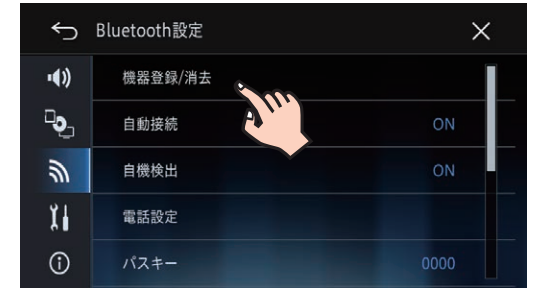 Bluetooth設定
機器登録/消去
自動接続 ON
自機検出 ON
電話設定
パスキー 0000